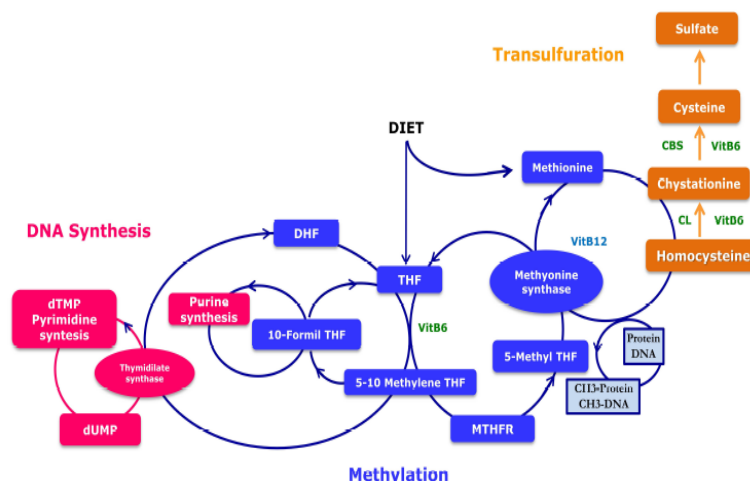 Sulfate
Transulfuration
Cysteine
DIET
CBS VitB6
Methionine
Chystationine
DNA Synthesis
DHF
CL VitB6
VitB12
Homocysteine
THF
Methyonine
synthase
dTMP
Pyrimidine
syntesis
Purine
synthesis
10-Formil THF
VitB6
Protein
DNA
Thymidilate
synthase
5-Methyl THF
5-10 Methylene THF
CH3-Protein
CH3-DNA
dUMP
MTHFR
Methylation